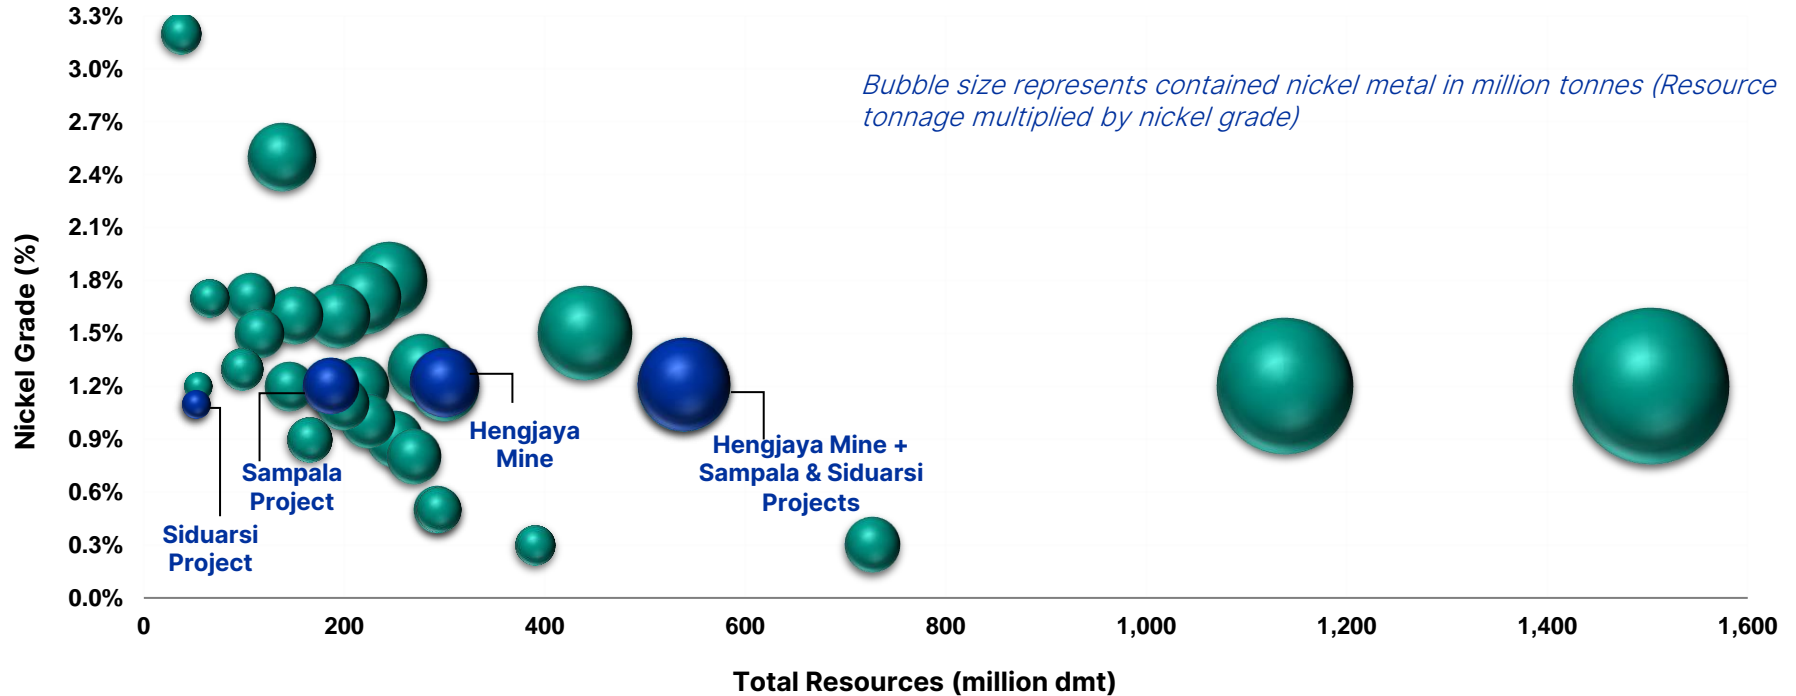 3.3%
3.0%
2.7%
2.4%
2.1%
1.8%
1.5%
1.2%
0.9%
0.6%
0.3%
0.0%
Nickel Grade (%)
Bubble size represents contained nickel metal in million tonnes (Resource
tonnage multiplied by nickel grade)
Hengjaya
Mine
Hengjaya Mine +
Sampala & Siduarsi
Projects
Sampala
Project
Siduarsi
Project
0
200
400
600
800
1,000
1,200
1,400
1,600
Total Resources (million dmt)